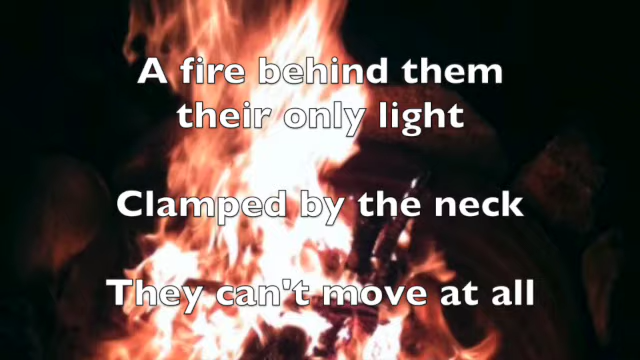 A fire behind them
their only light
Clamped by the neck
They can't move at all